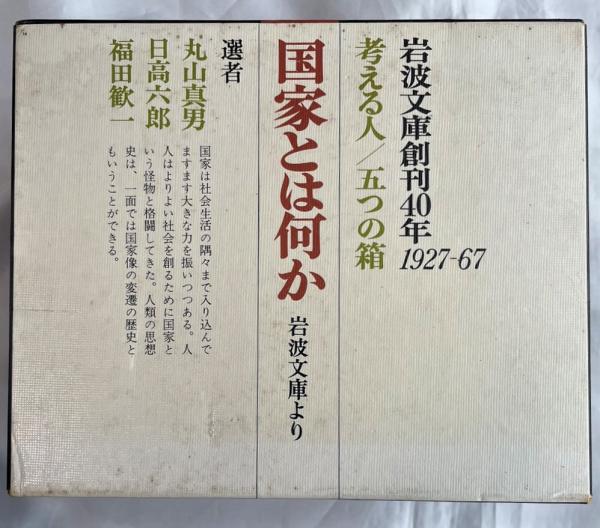 岩波文庫創刊40年
1927-67
考える人/五つの箱
国家とは何か
岩波文庫より
選者
丸山真男
日高六郎
福田歓一
国家は社会生活の隅々まで入り込んで
ますます大きな力を振いつつある。人
人はよりよい社会を創るために国家と
いう怪物と格闘してきた。人類の思想
史は、一面では国家像の変遷の歴史と
もいうことができる。